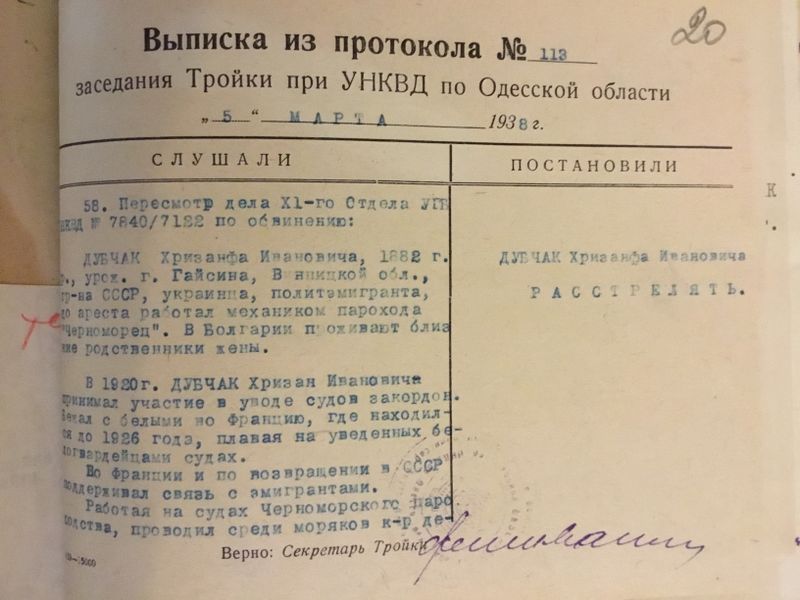 20
Выписка из протокола № 113
заседания Тройки при УНКВД по Одесской области
„ 5 “ МАРТА 1938 г.
СЛУШАЛИ
58. Пересмотр дела XI-го Отдела УГБ
НКВД № 7840/7122 по обвинению:
ДУБЧАК Хризанфа Ивановича, 1882 г.
р., урож. г. Гайсина, Винницкой обл.,
гр-на СССР, украинца, политэмигранта,
до ареста работал механиком парохода
"Черноморец". В Болгарии проживают близ
кие родственники жены.
В 1920г. ДУБЧАК Хризан Ивановича
принимал участие в уводе судов закордон.
Бежал с белыми во Францию, где находил-
ся до 1926 года, плавая на уведенных бе-
логвардейцами судах.
Во Франции и по возвращении в СССР
поддерживал связь с эмигрантами.
Работая на судах Черноморского паро
ходства, проводил среди моряков к-р де-
ПОСТАНОВИЛИ
ДУБЧАК Хризанфа Ивановича
РАССТРЕЛЯТЬ.
Верно: Секретарь Тройки
5000
К